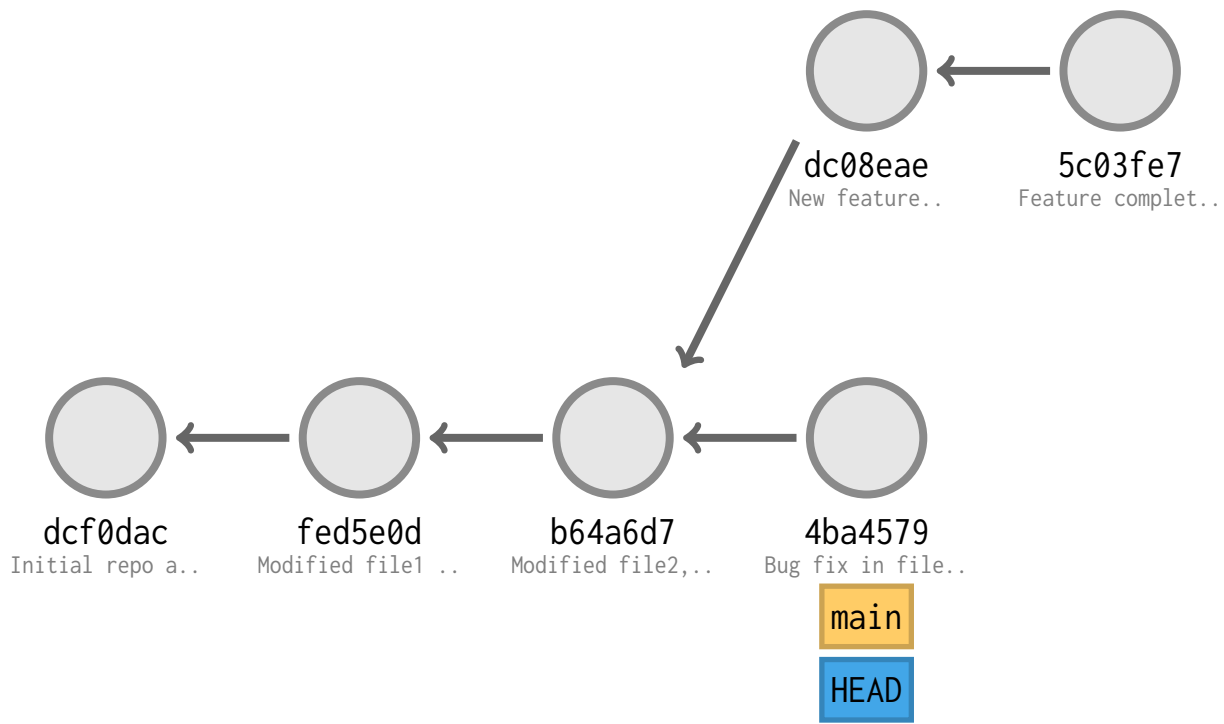 dc08eae
New feature..
5c03fe7
Feature complet..
dcf0dac
Initial repo a..
fed5e0d
Modified file1 ..
b64a6d7
Modified file2,..
4ba4579
Bug fix in file..
main
HEAD